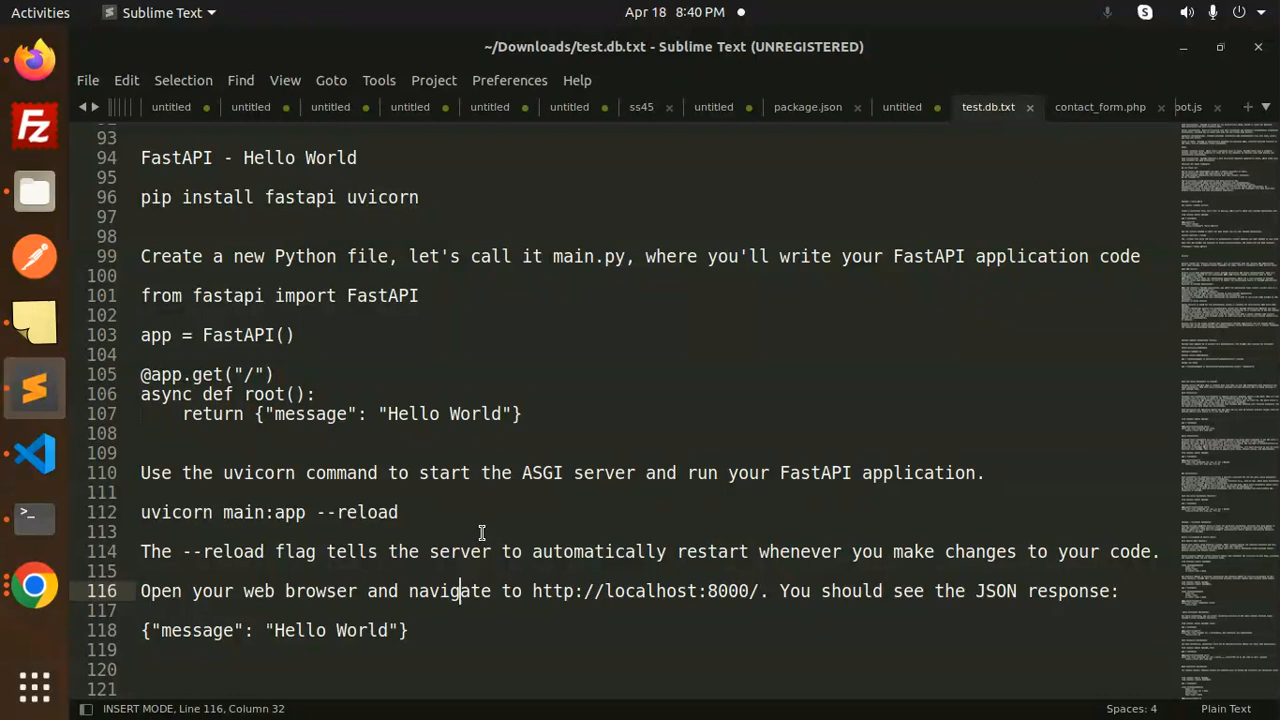 Activities
Sublime Text
Apr 18 8:40 PM
~/Downloads/test.db.txt - Sublime Text (UNREGISTERED)
File Edit Selection Find View Goto Tools Project Preferences Help
untitled untitled untitled untitled untitled untitled ss45 untitled package.json untitled test.db.txt contact_form.php bot.js
93
94 FastAPI - Hello World
95
96 pip install fastapi uvicorn
97
98
99 Create a new Python file, let's call it main.py, where you'll write your FastAPI application code
100
101 from fastapi import FastAPI
102
103 app = FastAPI()
104
105 @app.get("/")
106 async def root():
107 return {"message": "Hello World"}
108
109
110 Use the uvicorn command to start the ASGI server and run your FastAPI application.
111
112 uvicorn main:app --reload
113
114 The --reload flag tells the server to automatically restart whenever you make changes to your code.
115
116 Open your web browser and navigate to http://localhost:8000/. You should see the JSON response:
117
118 {"message": "Hello World"}
119
120
121
INSERT MODE, Line 116, Column 32
Spaces: 4
Plain Text